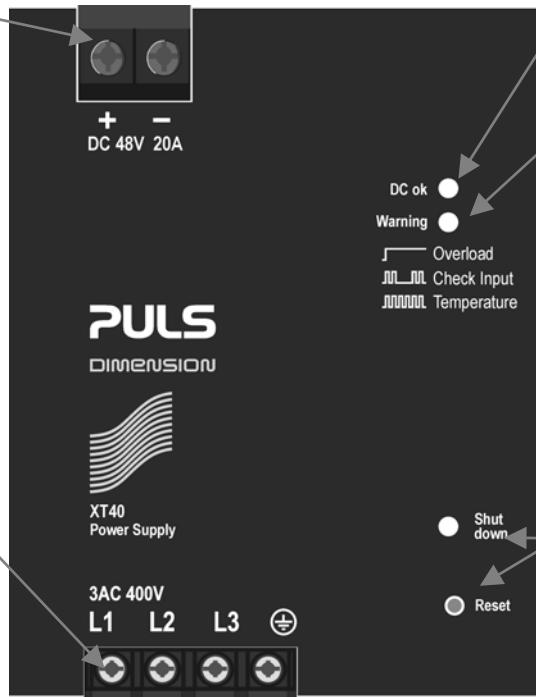 + −
DC 48V 20A
DC ok
Warning
Overload
Check Input
Temperature
PULS
DIMENSION
XT40
Power Supply
Shut
down
Reset
3AC 400V
L1 L2 L3